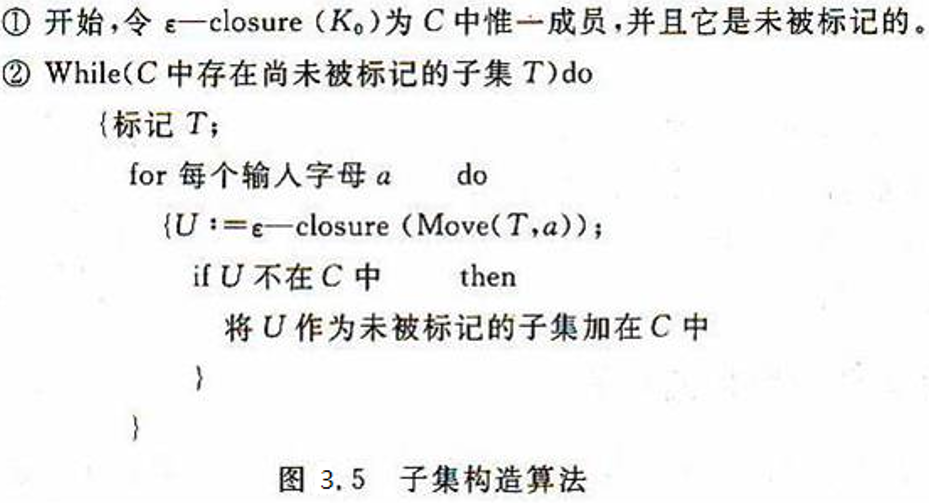 ① 开始,令 ε—closure (K₀)为 C 中惟一成员,并且它是未被标记的。
② While(C 中存在尚未被标记的子集 T)do
{标记 T;
for 每个输入字母 a do
{U :=ε—closure (Move(T,a));
if U 不在 C 中 then
将 U 作为未被标记的子集加在 C 中
}
}
图 3.5 子集构造算法